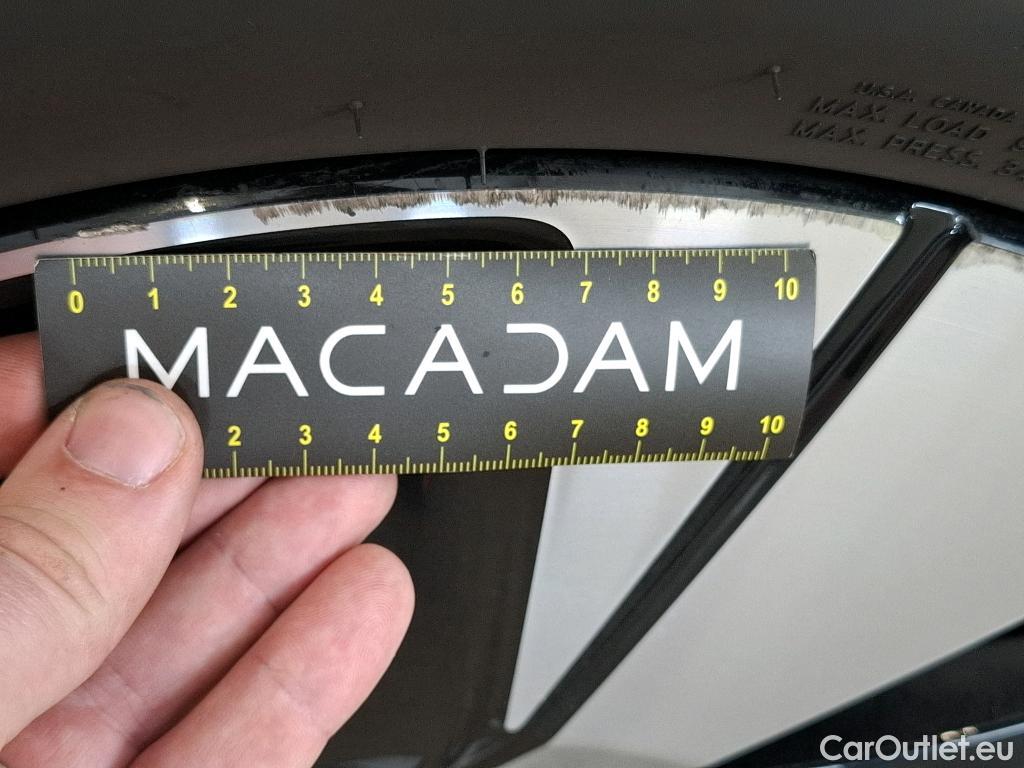 U.S.A. CANADA
MAX. LOAD
MAX. PRESS.
0 1 2 3 4 5 6 7 8 9 10
MACADAM
2 3 4 5 6 7 8 9 10
CarOutlet.eu